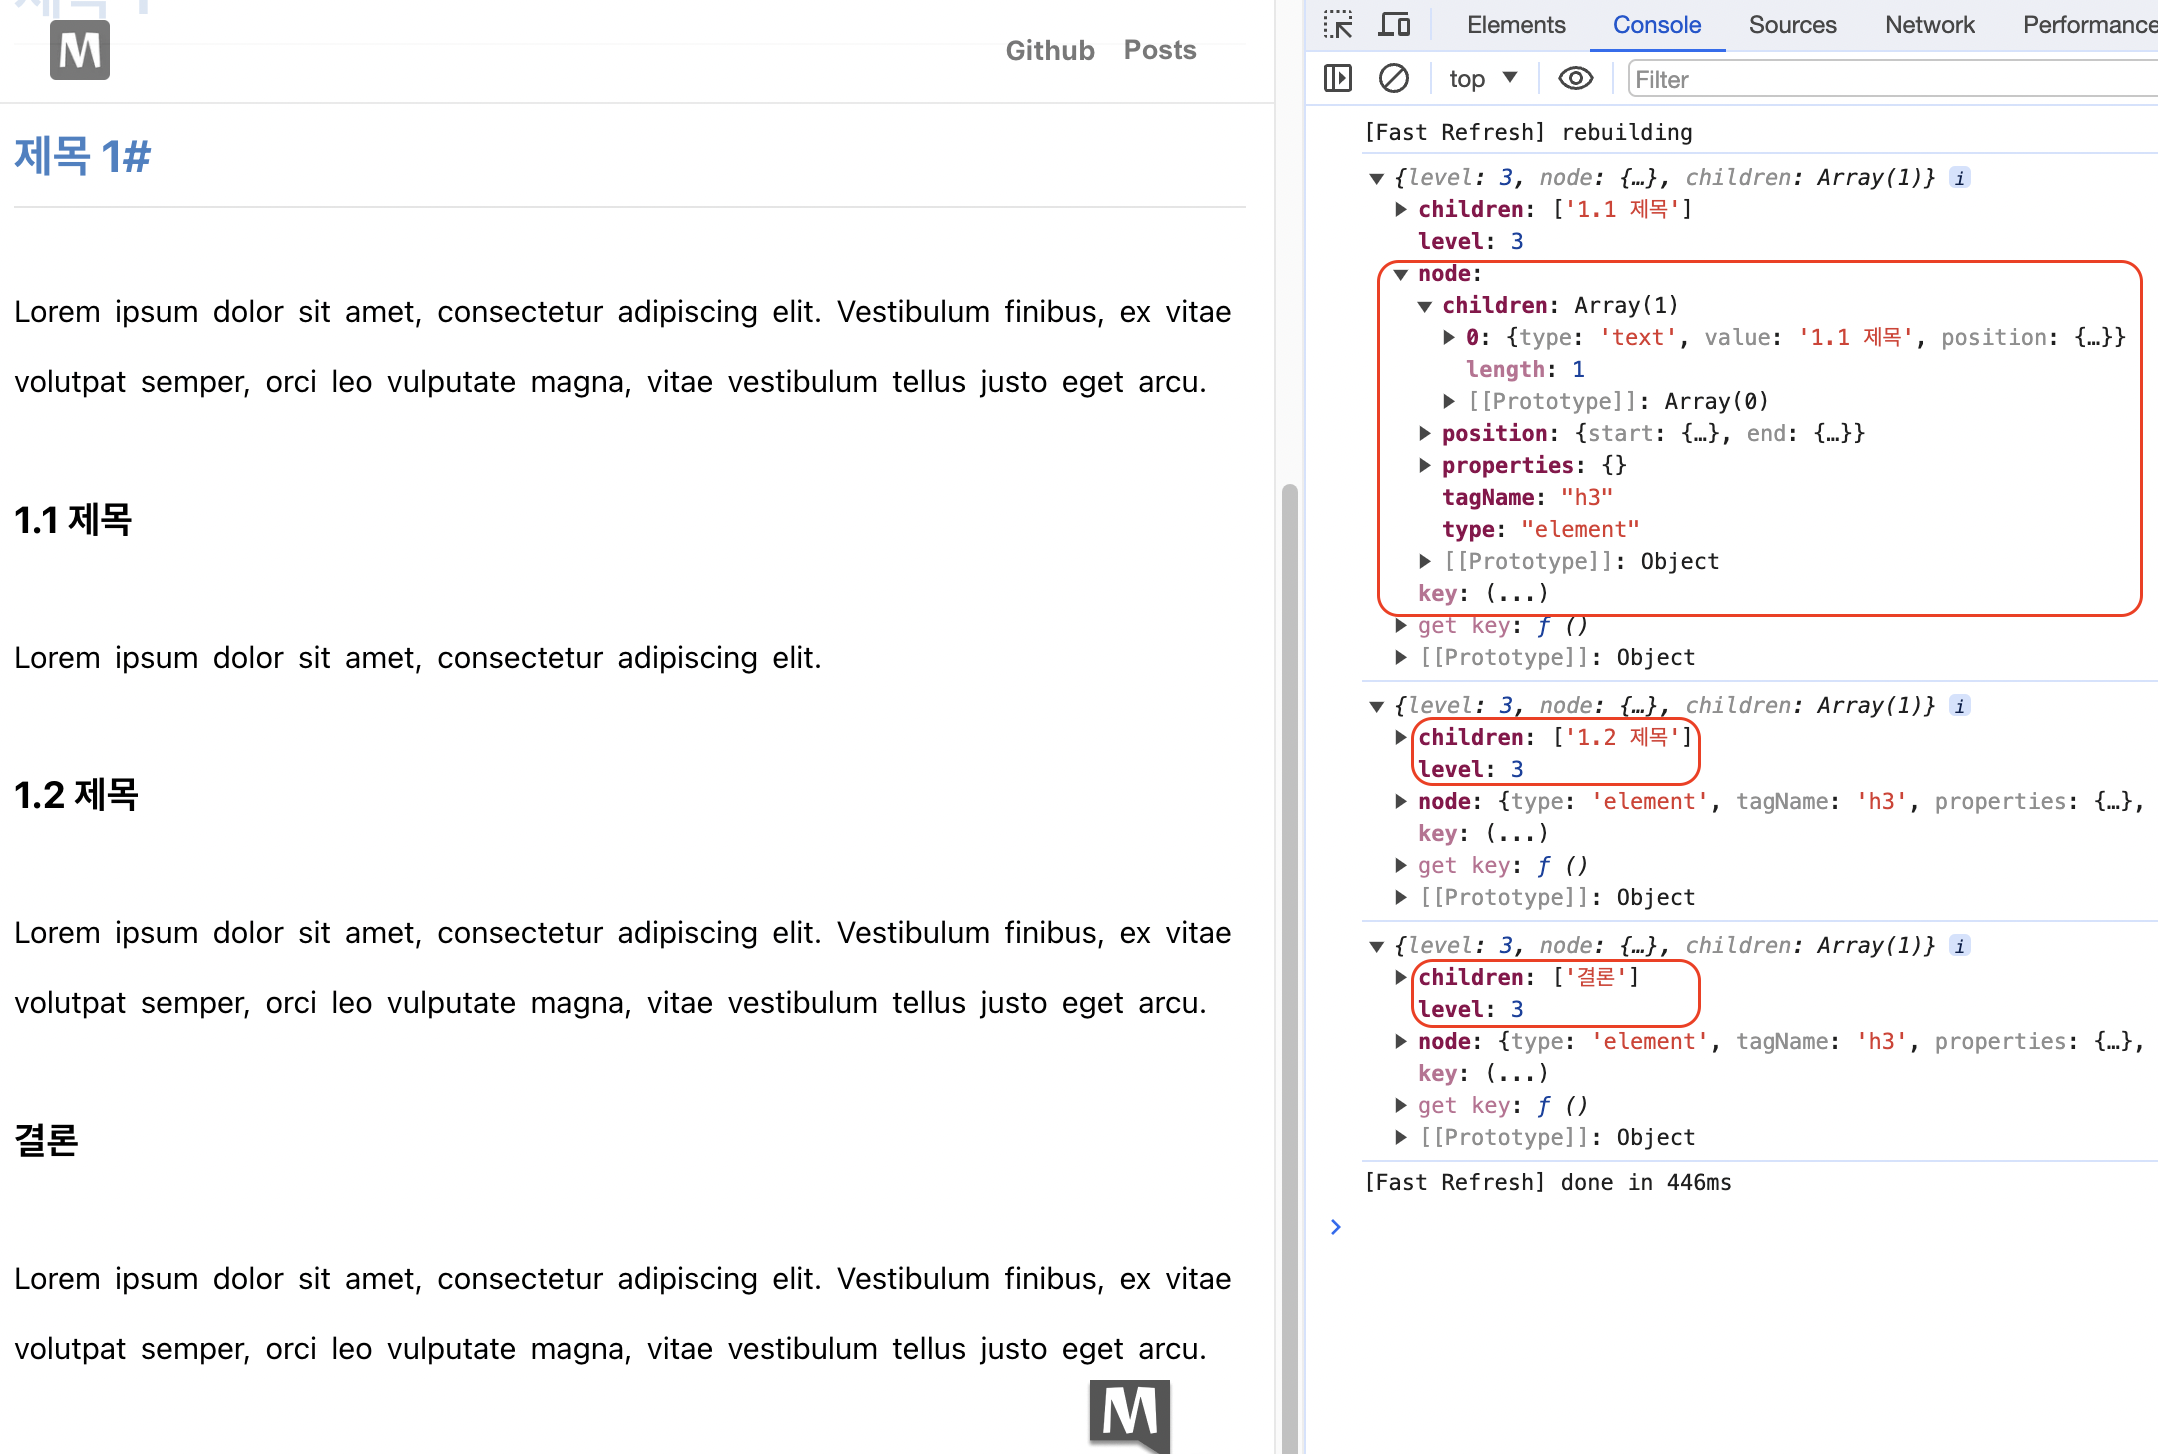 M
Github Posts
제목 1#
Lorem ipsum dolor sit amet, consectetur adipiscing elit. Vestibulum finibus, ex vitae
volutpat semper, orci leo vulputate magna, vitae vestibulum tellus justo eget arcu.
1.1 제목
Lorem ipsum dolor sit amet, consectetur adipiscing elit.
1.2 제목
Lorem ipsum dolor sit amet, consectetur adipiscing elit. Vestibulum finibus, ex vitae
volutpat semper, orci leo vulputate magna, vitae vestibulum tellus justo eget arcu.
결론
Lorem ipsum dolor sit amet, consectetur adipiscing elit. Vestibulum finibus, ex vitae
volutpat semper, orci leo vulputate magna, vitae vestibulum tellus justo eget arcu.
M
Elements Console Sources Network Performance
top ▼ Filter
[Fast Refresh] rebuilding
▼ {level: 3, node: {…}, children: Array(1)} i
▶ children: ['1.1 제목']
level: 3
▼ node:
▼ children: Array(1)
▶ 0: {type: 'text', value: '1.1 제목', position: {…}}
length: 1
▶ [[Prototype]]: Array(0)
▶ position: {start: {…}, end: {…}}
▶ properties: {}
tagName: "h3"
type: "element"
▶ [[Prototype]]: Object
key: (...)
▶ get key: ƒ ()
▶ [[Prototype]]: Object
▼ {level: 3, node: {…}, children: Array(1)} i
▶ children: ['1.2 제목']
level: 3
▶ node: {type: 'element', tagName: 'h3', properties: {…},
key: (...)
▶ get key: ƒ ()
▶ [[Prototype]]: Object
▼ {level: 3, node: {…}, children: Array(1)} i
▶ children: ['결론']
level: 3
▶ node: {type: 'element', tagName: 'h3', properties: {…},
key: (...)
▶ get key: ƒ ()
▶ [[Prototype]]: Object
[Fast Refresh] done in 446ms